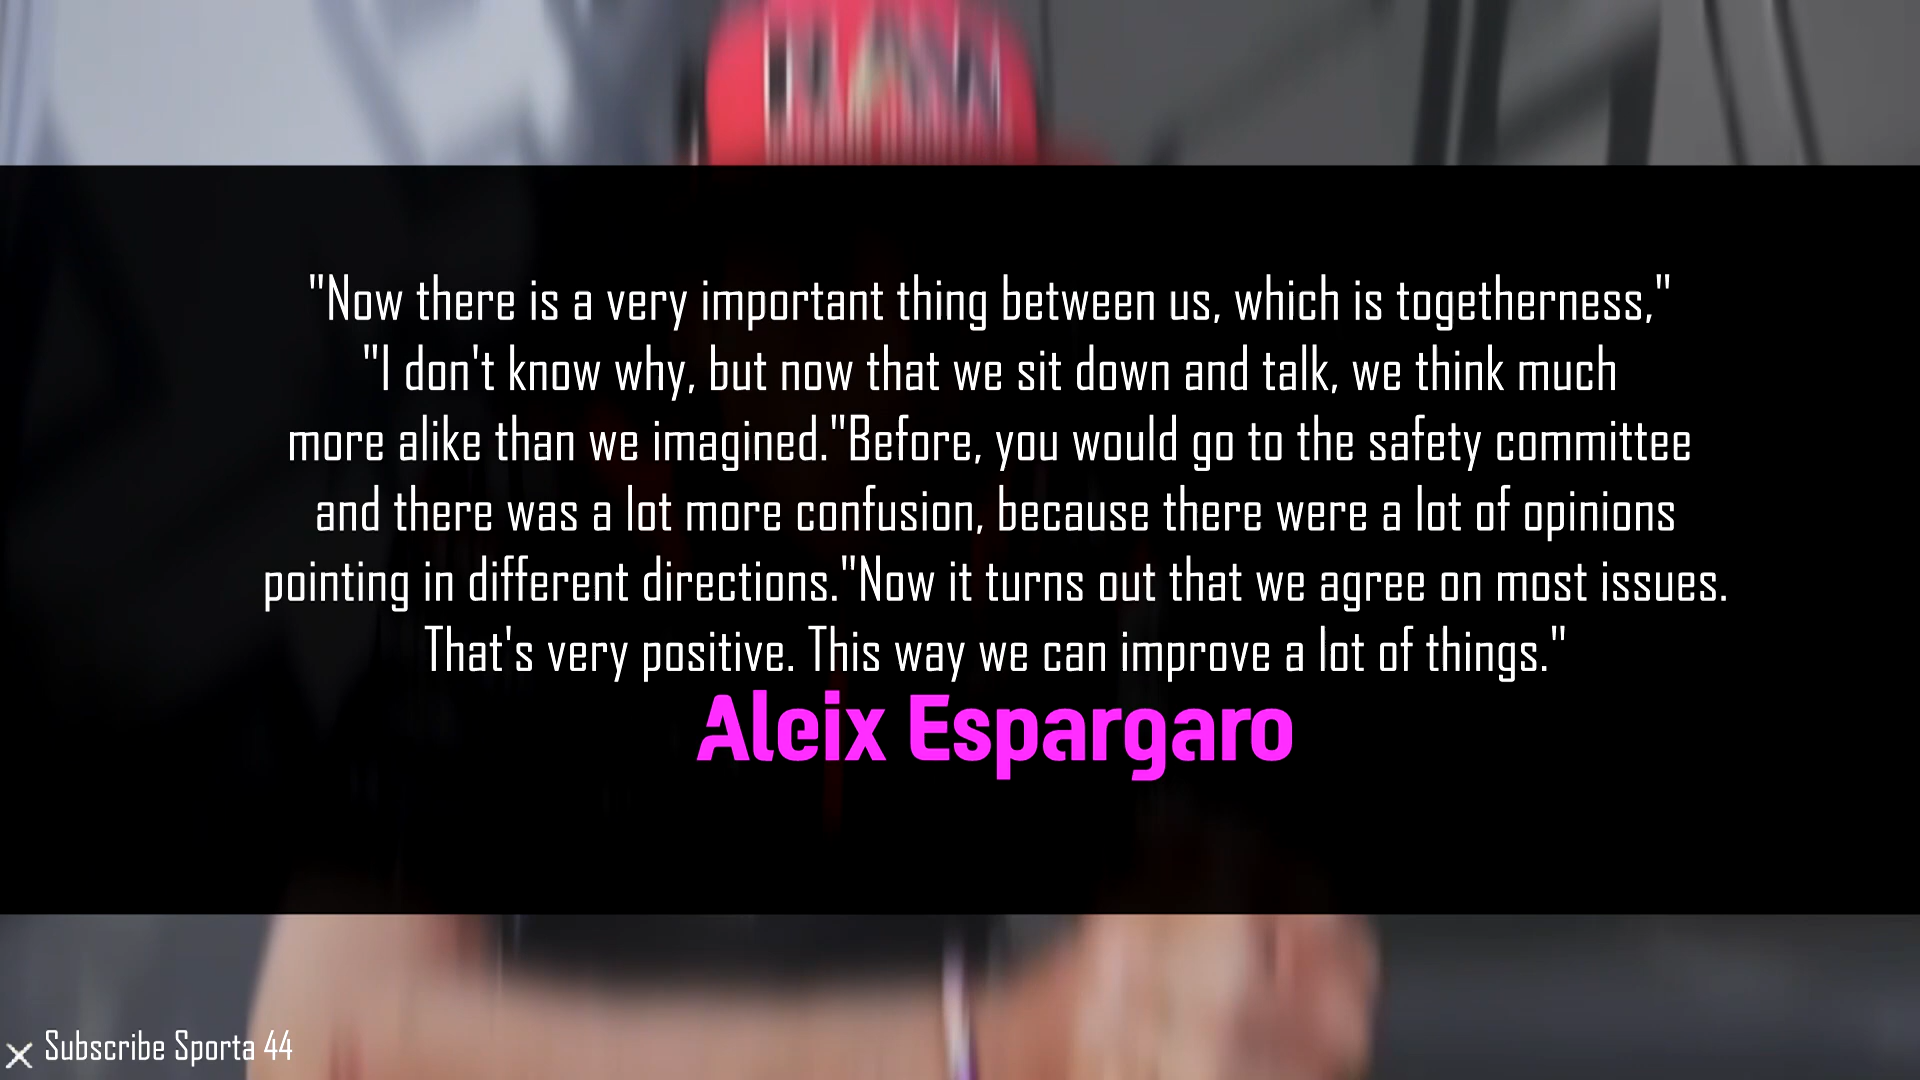 "Now there is a very important thing between us, which is togetherness,"
"I don't know why, but now that we sit down and talk, we think much
more alike than we imagined."Before, you would go to the safety committee
and there was a lot more confusion, because there were a lot of opinions
pointing in different directions."Now it turns out that we agree on most issues.
That's very positive. This way we can improve a lot of things."
Aleix Espargaro
Subscribe Sporta 44